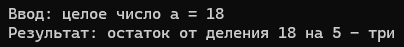 Ввод: целое число a = 18
Результат: остаток от деления 18 на 5 - три